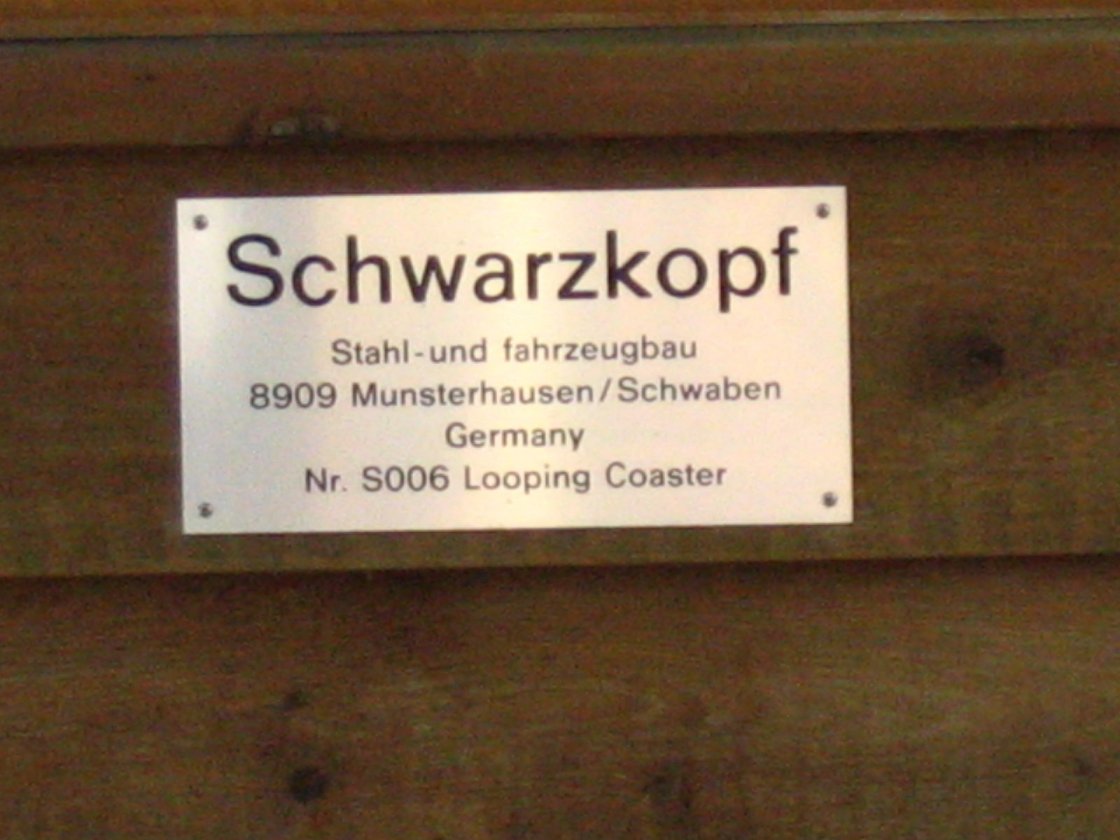 Schwarzkopf
Stahl-und fahrzeugbau
8909 Munsterhausen/Schwaben
Germany
Nr. S006 Looping Coaster